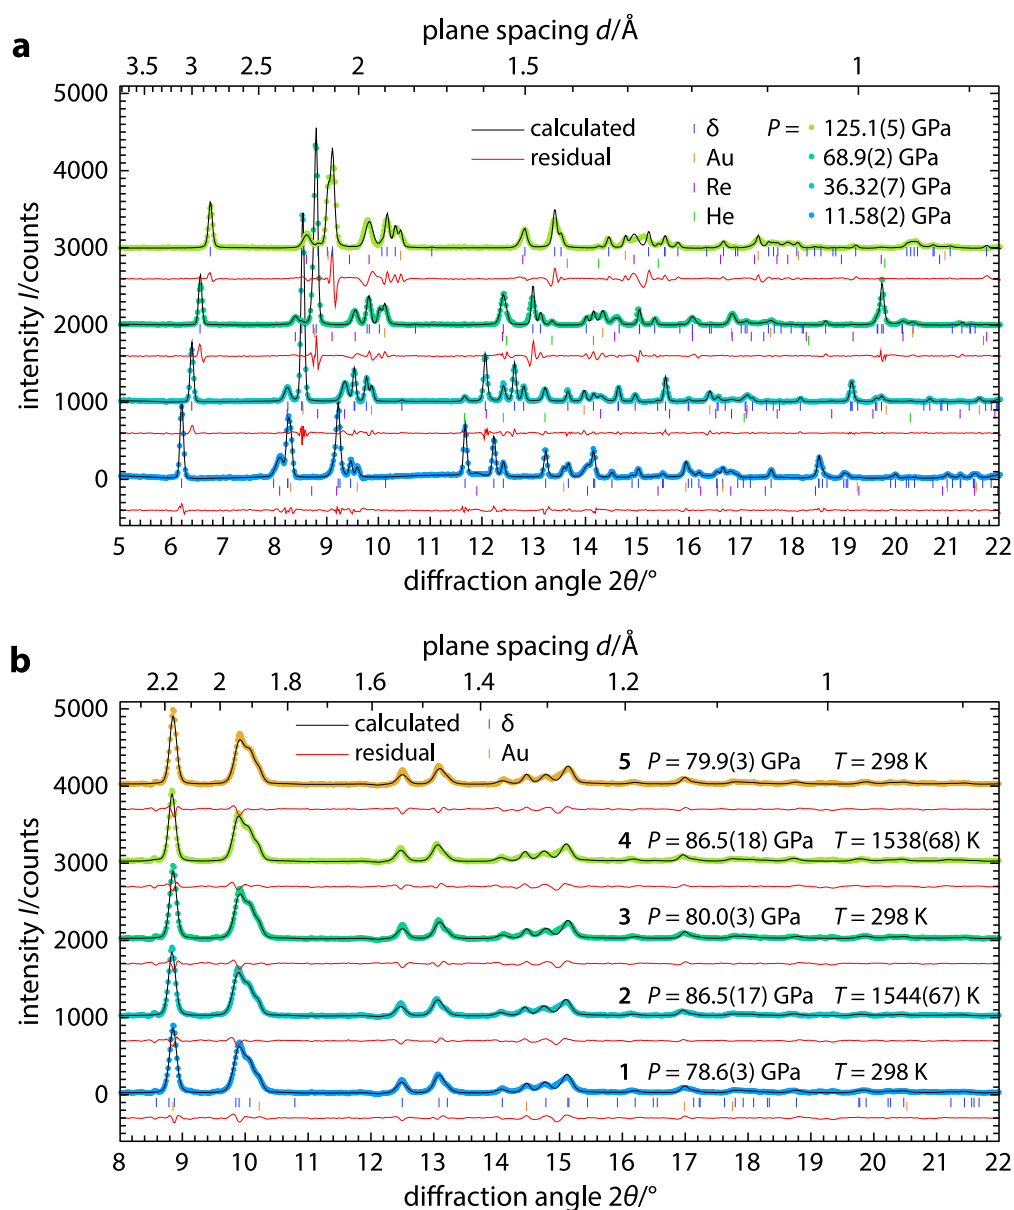 a
plane spacing d/Å
3.5 3 2.5 2 1.5 1
5000
4000
3000
2000
1000
0
intensity I/counts
calculated
residual
δ
Au
Re
He
P =
125.1(5) GPa
68.9(2) GPa
36.32(7) GPa
11.58(2) GPa
5 6 7 8 9 10 11 12 13 14 15 16 17 18 19 20 21 22
diffraction angle 2θ/°
b
plane spacing d/Å
2.2 2 1.8 1.6 1.4 1.2 1
5000
4000
3000
2000
1000
0
intensity I/counts
calculated
residual
δ
Au
5 P = 79.9(3) GPa T = 298 K
4 P = 86.5(18) GPa T = 1538(68) K
3 P = 80.0(3) GPa T = 298 K
2 P = 86.5(17) GPa T = 1544(67) K
1 P = 78.6(3) GPa T = 298 K
8 9 10 11 12 13 14 15 16 17 18 19 20 21 22
diffraction angle 2θ/°